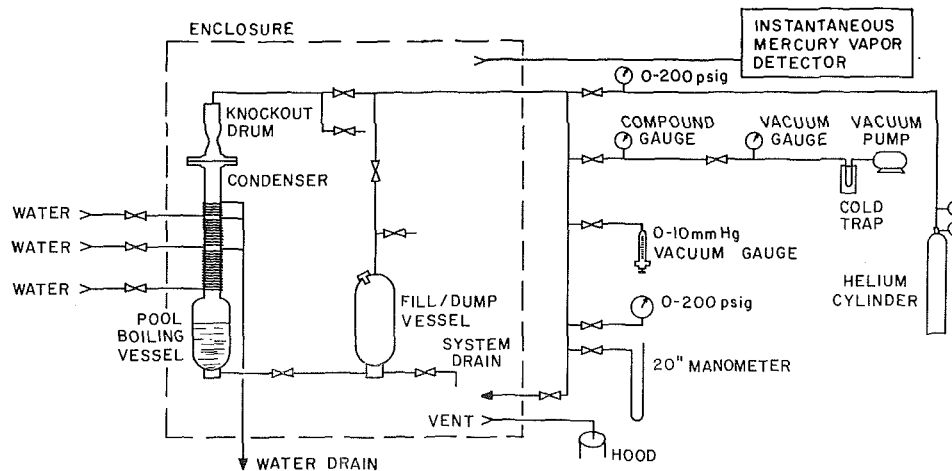 ENCLOSURE
INSTANTANEOUS
MERCURY VAPOR
DETECTOR
0-200 psig
KNOCKOUT
DRUM
COMPOUND
GAUGE
VACUUM
GAUGE
VACUUM
PUMP
CONDENSER
COLD
TRAP
WATER
WATER
WATER
0-10mm Hg
VACUUM GAUGE
HELIUM
CYLINDER
POOL
BOILING
VESSEL
FILL/DUMP
VESSEL
0-200 psig
SYSTEM
DRAIN
20" MANOMETER
VENT
HOOD
WATER DRAIN